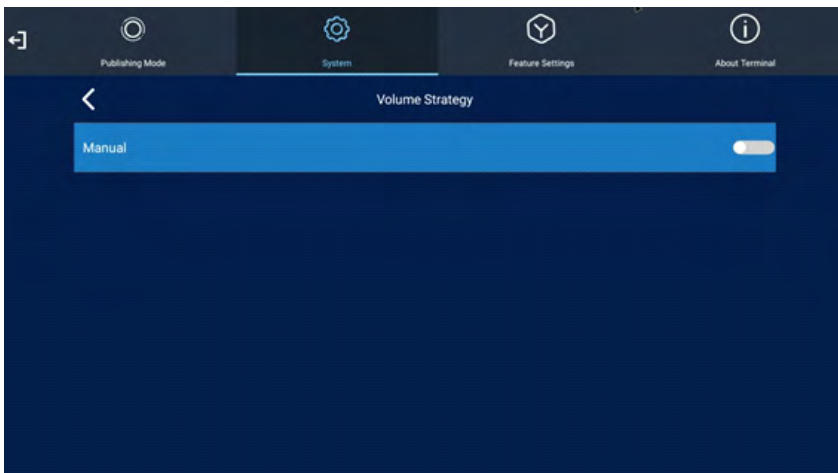 Publishing Mode
System
Feature Settings
About Terminal
Volume Strategy
Manual